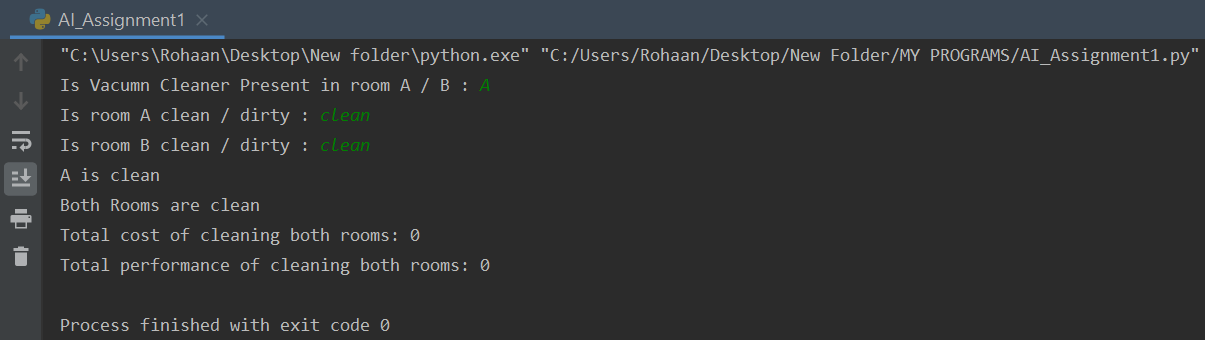 AI_Assignment1
"C:\Users\Rohaan\Desktop\New folder\python.exe" "C:/Users/Rohaan/Desktop/New Folder/MY PROGRAMS/AI_Assignment1.py"
Is Vacumn Cleaner Present in room A / B : A
Is room A clean / dirty : clean
Is room B clean / dirty : clean
A is clean
Both Rooms are clean
Total cost of cleaning both rooms: 0
Total performance of cleaning both rooms: 0
Process finished with exit code 0